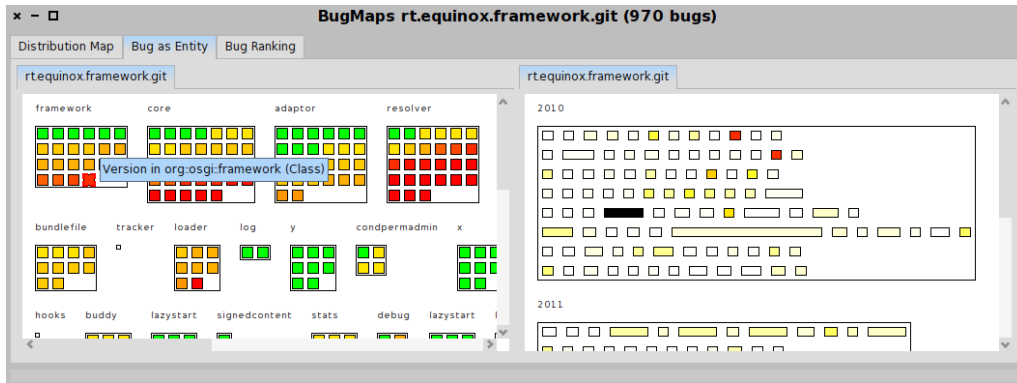 BugMaps rt.equinox.framework.git (970 bugs)
Distribution Map Bug as Entity Bug Ranking
rt.equinox.framework.git
framework core adaptor resolver
Version in org:osgi::framework (Class)
bundlefile tracker loader log y condpermadmin x
hooks buddy lazystart signedcontent stats debug lazystart
rt.equinox.framework.git
2010
2011